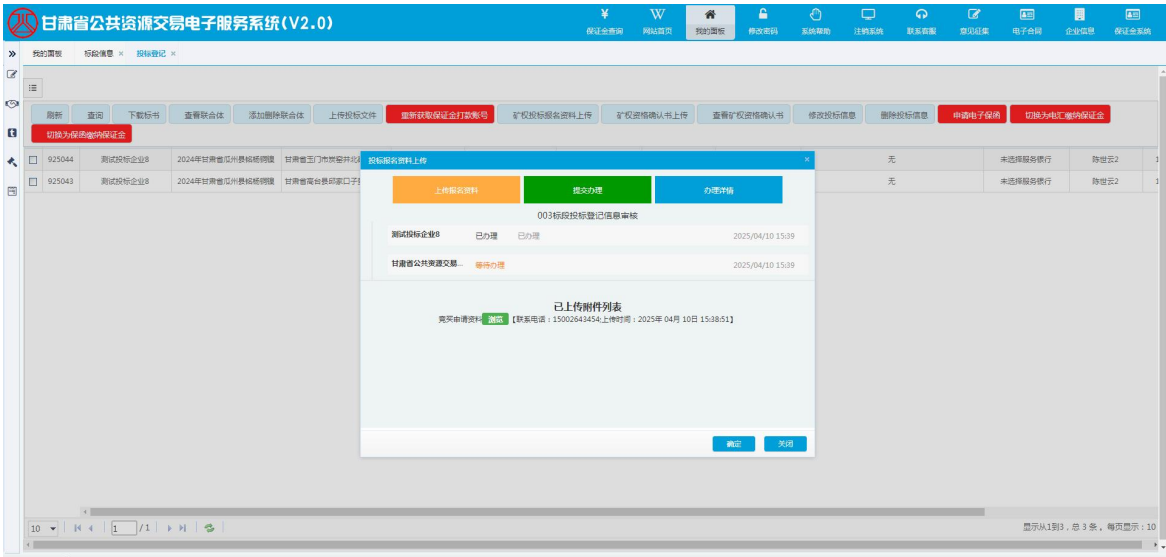 甘肃省公共资源交易电子服务系统(V2.0)
保证金查询 网站首页 我的面板 修改密码 系统帮助 注销系统 联系客服 意见征集 电子合同 企业信息 保证金系统
我的面板 标段信息 × 投标登记 ×
刷新 查询 下载标书 查看联合体 添加删除联合体 上传投标文件 重新获取保证金打款账号 矿权投标报名资料上传 矿权资格确认书上传 查看矿权资格确认书 修改投标信息 删除投标信息 申请电子保函 切换为电汇缴纳保证金
切换为保函缴纳保证金
925044 测试投标企业8 2024年甘肃省瓜州县 甘肃省玉门市炭窑井北 无 未选择服务银行 陈世云2 1
925043 测试投标企业8 2024年甘肃省瓜州县 甘肃省高台县 无 未选择服务银行 陈世云2 1
投标报名资料上传 ×
上传报名资料 提交办理 办理详情
003标段投标登记信息审核
测试投标企业8 已办理 已办理 2025/04/10 15:39
甘肃省公共资源交易... 等待办理 2025/04/10 15:39
已上传附件列表
竞买申请资料 浏览 【联系电话：15002643454;上传时间：2025年 04月 10日 15:38:51】
确定 关闭
10 1 /1 显示从1到3，总 3 条，每页显示：10